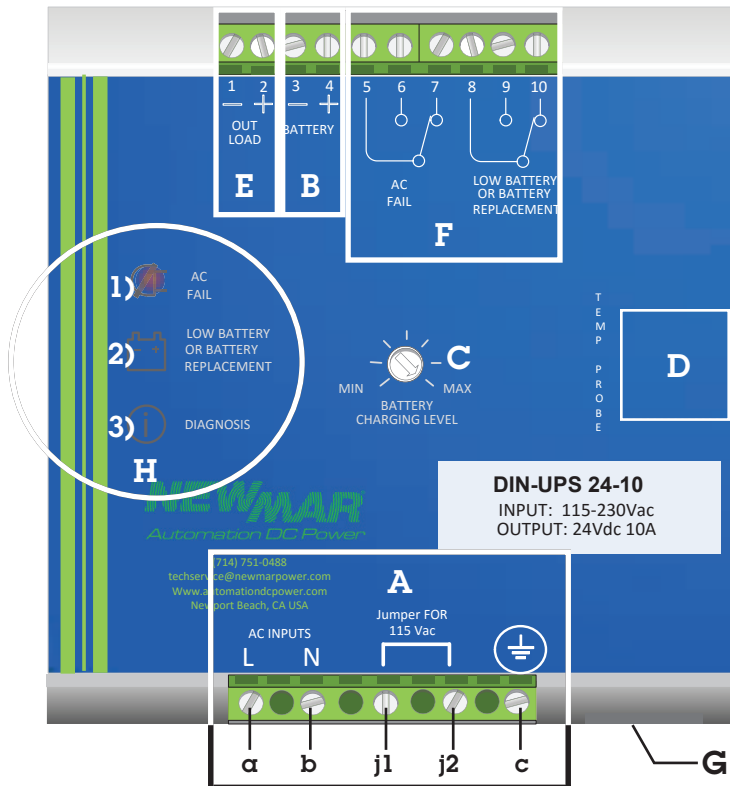 1 2 3 4 5 6 7 8 9 10
− + − +
OUT
LOAD
BATTERY
E
B
AC
FAIL
LOW BATTERY
OR BATTERY
REPLACEMENT
F
1)
AC
FAIL
2)
LOW BATTERY
OR BATTERY
REPLACEMENT
3)
i
DIAGNOSIS
H
C
MIN
MAX
BATTERY
CHARGING LEVEL
TEMP PROBE
D
NEWMAR
Automation DC Power
DIN-UPS 24-10
INPUT: 115-230Vac
OUTPUT: 24Vdc 10A
(714) 751-0488
techservice@newmarpower.com
Www.automationdcpower.com
Newport Beach, CA USA
A
Jumper FOR
115 Vac
AC INPUTS
L N
a b j1 j2 c
G